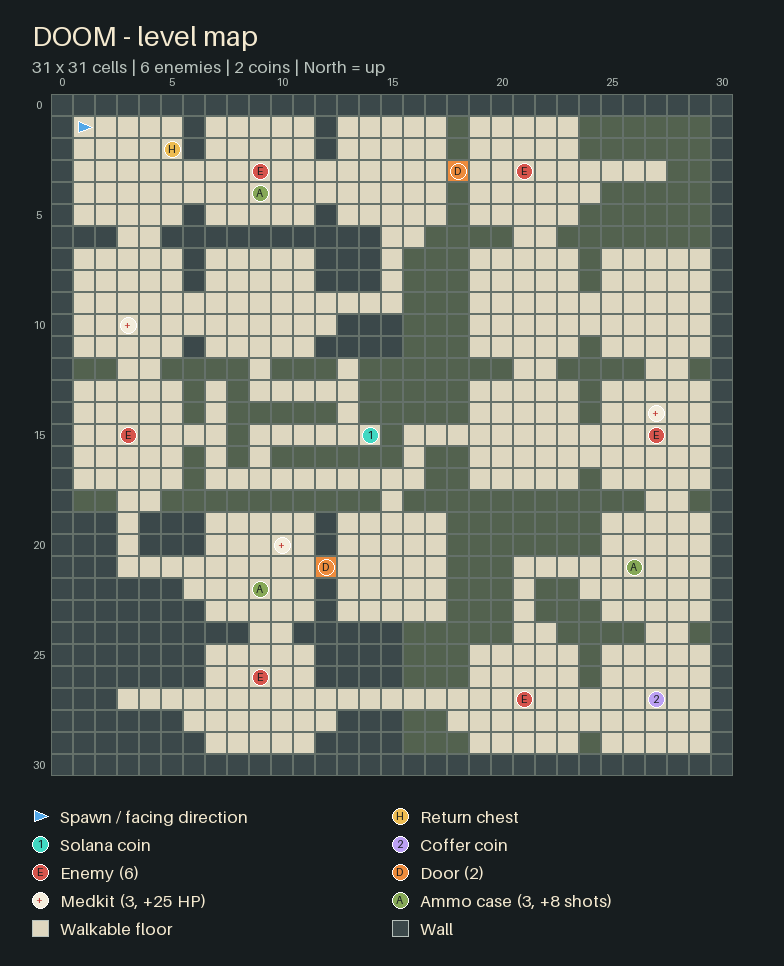 DOOM - level map
31 x 31 cells | 6 enemies | 2 coins | North = up
0 5 10 15 20 25 30
0
H
E D E
A
5
10 +
+
15 E 1 E
20 +
D A
A
25
E
E 2
30
Spawn / facing direction H Return chest
1 Solana coin 2 Coffer coin
E Enemy (6) D Door (2)
+ Medkit (3, +25 HP) A Ammo case (3, +8 shots)
Walkable floor Wall